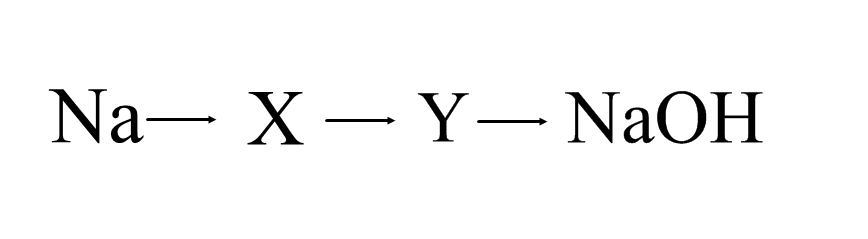 Na → X → Y → NaOH